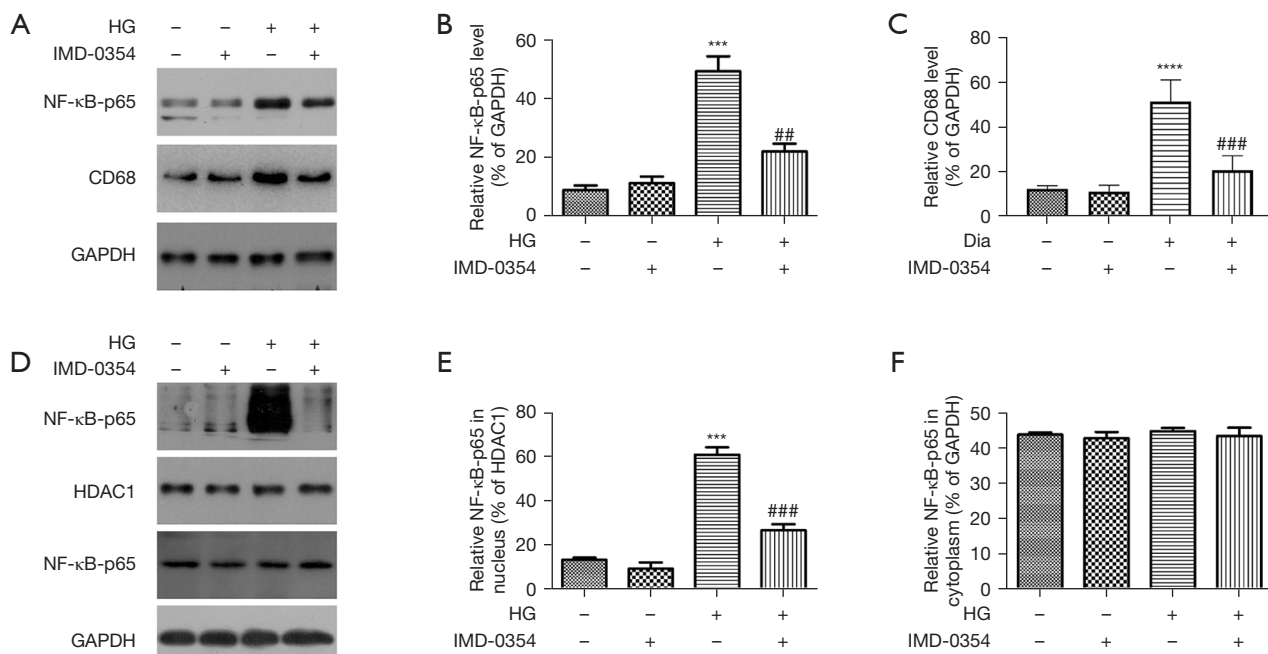 A
HG – – + +
IMD-0354 – + – +
NF-κB-p65
CD68
GAPDH
B
Relative NF-κB-p65 level
(% of GAPDH)
60
40
20
0
***
##
HG – – + +
IMD-0354 – + – +
C
Relative CD68 level
(% of GAPDH)
80
60
40
20
0
****
###
Dia – – + +
IMD-0354 – + – +
D
HG – – + +
IMD-0354 – + – +
NF-κB-p65
HDAC1
NF-κB-p65
GAPDH
E
Relative NF-κB-p65 in
nucleus (% of HDAC1)
80
60
40
20
0
***
###
HG – – + +
IMD-0354 – + – +
F
Relative NF-κB-p65 in
cytoplasm (% of GAPDH)
50
40
30
20
10
0
HG – – + +
IMD-0354 – + – +